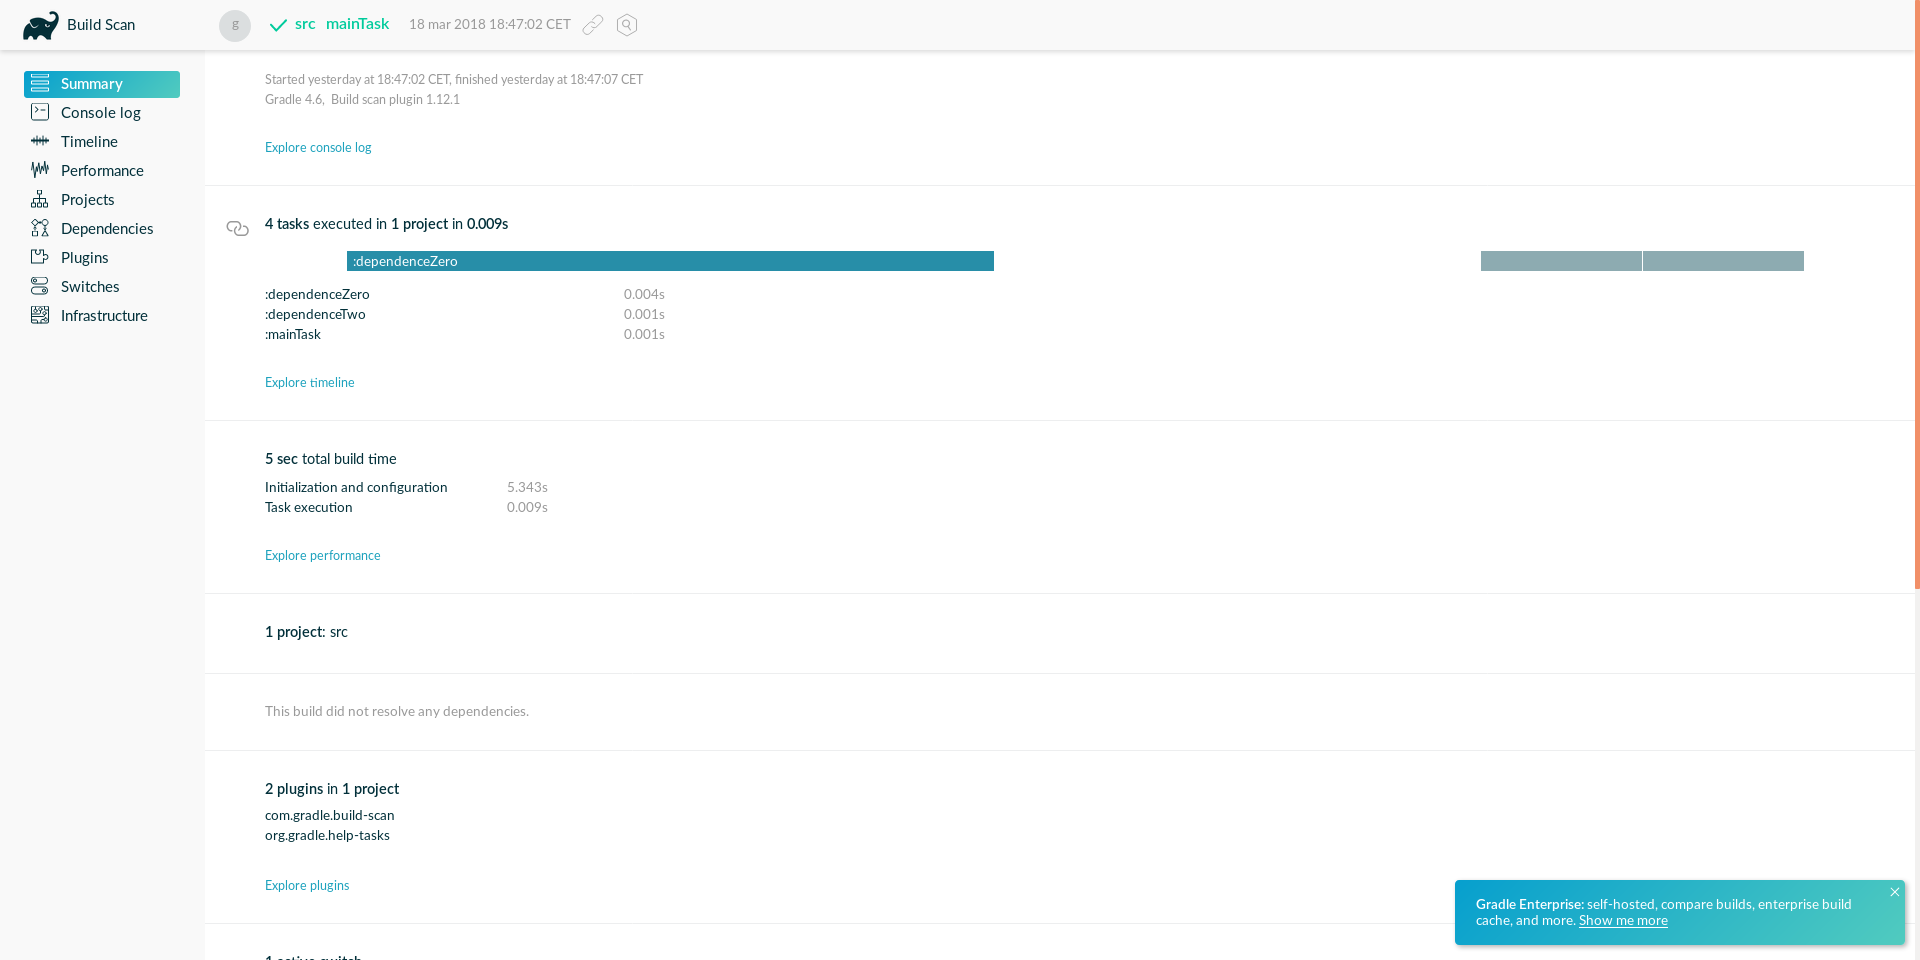 Build Scan
g
src mainTask 18 mar 2018 18:47:02 CET
Summary
Console log
Timeline
Performance
Projects
Dependencies
Plugins
Switches
Infrastructure
Started yesterday at 18:47:02 CET, finished yesterday at 18:47:07 CET
Gradle 4.6, Build scan plugin 1.12.1
Explore console log
4 tasks executed in 1 project in 0.009s
:dependenceZero
:dependenceZero 0.004s
:dependenceTwo 0.001s
:mainTask 0.001s
Explore timeline
5 sec total build time
Initialization and configuration 5.343s
Task execution 0.009s
Explore performance
1 project: src
This build did not resolve any dependencies.
2 plugins in 1 project
com.gradle.build-scan
org.gradle.help-tasks
Explore plugins
Gradle Enterprise: self-hosted, compare builds, enterprise build
cache, and more. Show me more
1 active switch